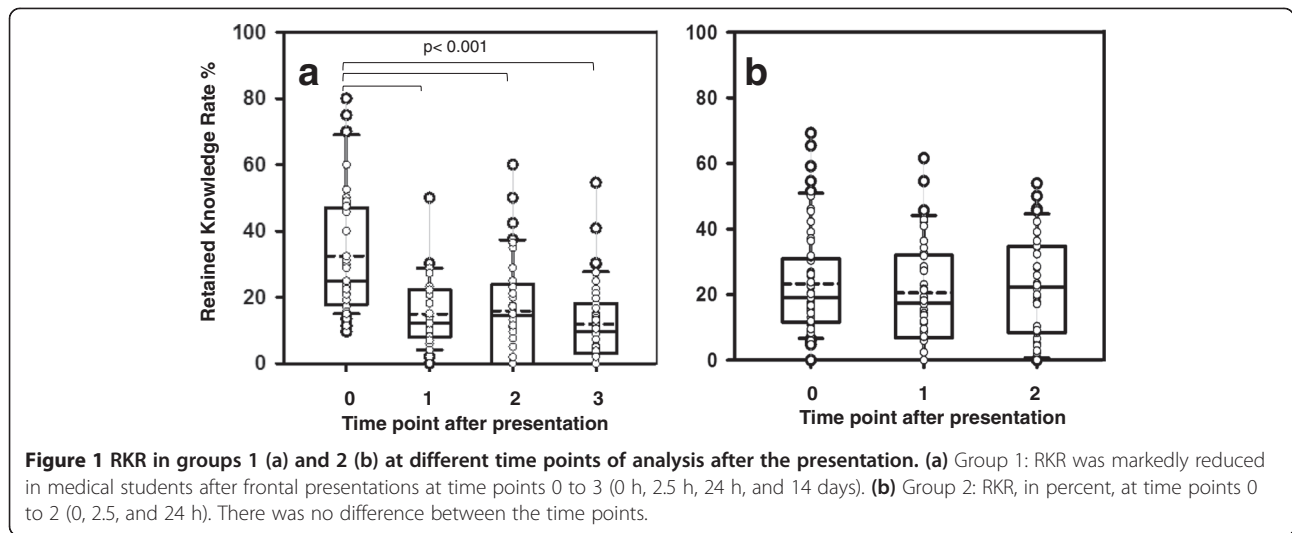 100
80
60
40
20
0
Retained Knowledge Rate %
a
p< 0.001
0 1 2 3
Time point after presentation
100
80
60
40
20
0
b
0 1 2
Time point after presentation
Figure 1 RKR in groups 1 (a) and 2 (b) at different time points of analysis after the presentation. (a) Group 1: RKR was markedly reduced
in medical students after frontal presentations at time points 0 to 3 (0 h, 2.5 h, 24 h, and 14 days). (b) Group 2: RKR, in percent, at time points 0
to 2 (0, 2.5, and 24 h). There was no difference between the time points.